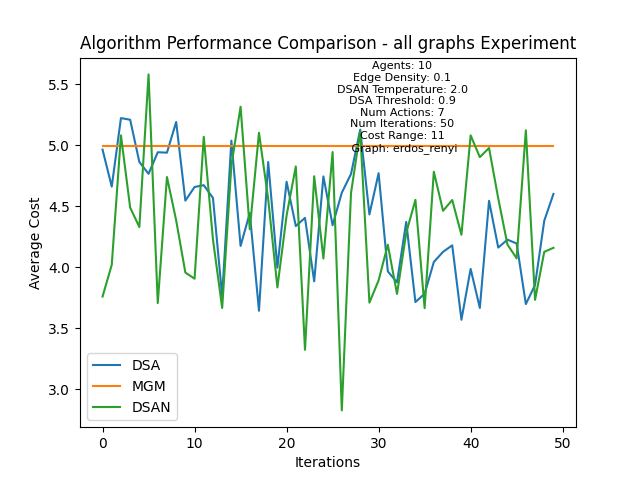 Algorithm Performance Comparison - all graphs Experiment
Agents: 10
Edge Density: 0.1
DSAN Temperature: 2.0
DSA Threshold: 0.9
Num Actions: 7
Num Iterations: 50
Cost Range: 11
Graph: erdos_renyi
5.5
5.0
4.5
4.0
3.5
3.0
Average Cost
DSA
MGM
DSAN
0 10 20 30 40 50
Iterations